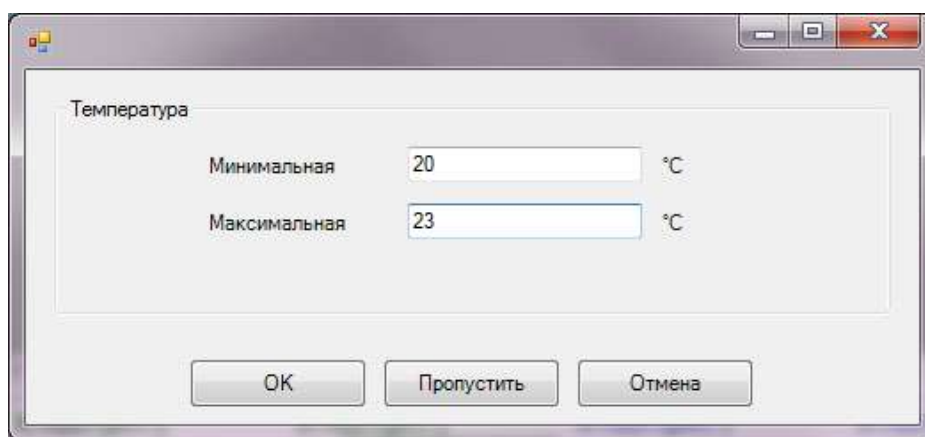 Температура
Минимальная 20 °C
Максимальная 23 °C
OK Пропустить Отмена